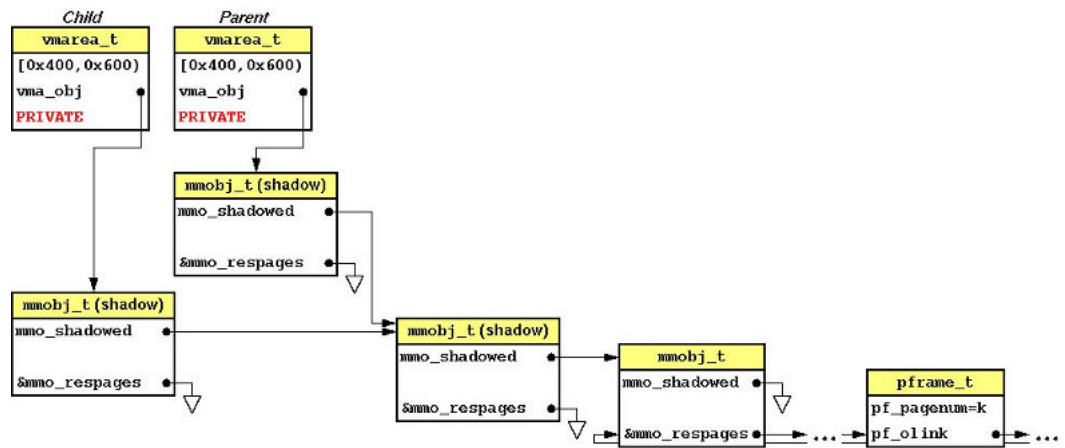 Child
vmarea_t
[0x400,0x600)
vma_obj
PRIVATE
Parent
vmarea_t
[0x400,0x600)
vma_obj
PRIVATE
mmobj_t (shadow)
mmo_shadowed
&mmo_respages
mmobj_t (shadow)
mmo_shadowed
&mmo_respages
mmobj_t (shadow)
mmo_shadowed
&mmo_respages
mmobj_t
mmo_shadowed
&mmo_respages
...
pframe_t
pf_pagenum=k
pf_olink
...